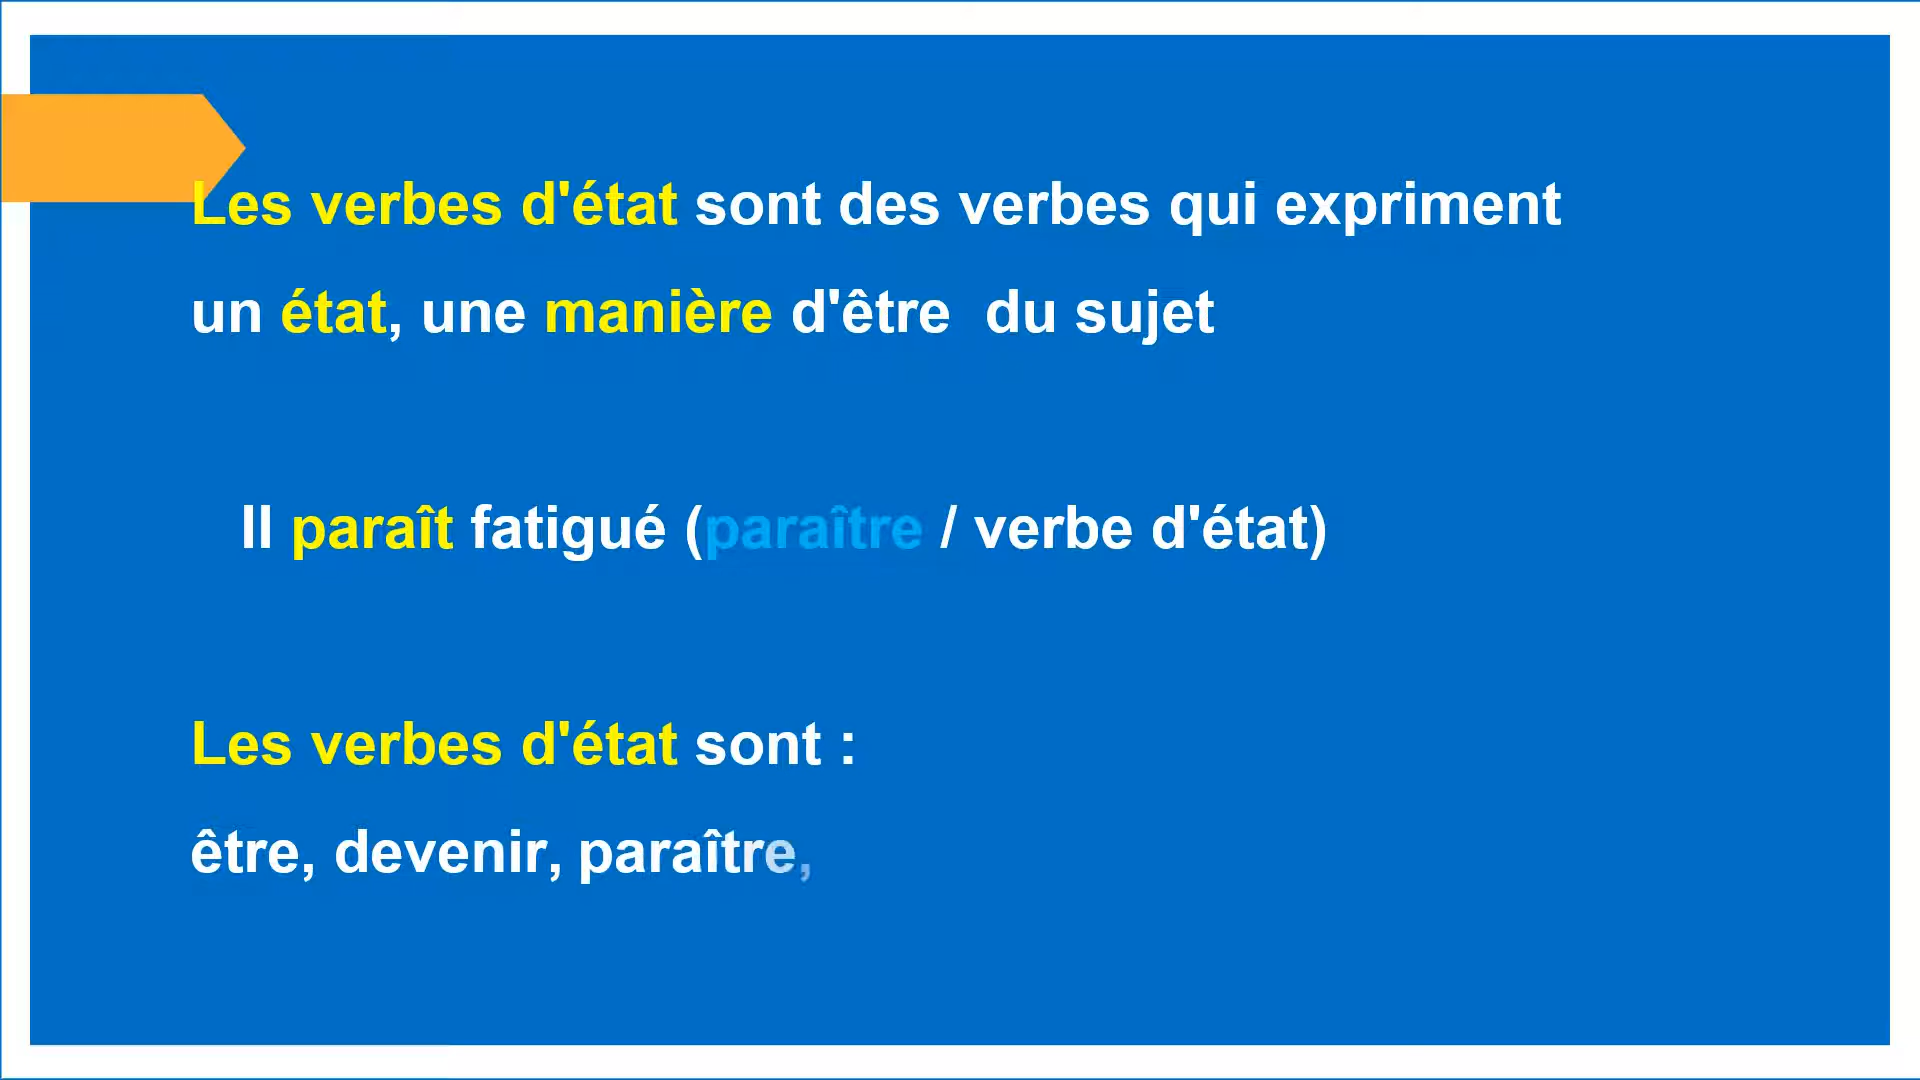 Les verbes d'état sont des verbes qui expriment
un état, une manière d'être  du sujet
Il paraît fatigué (paraître / verbe d'état)
Les verbes d'état sont :
être, devenir, paraître,